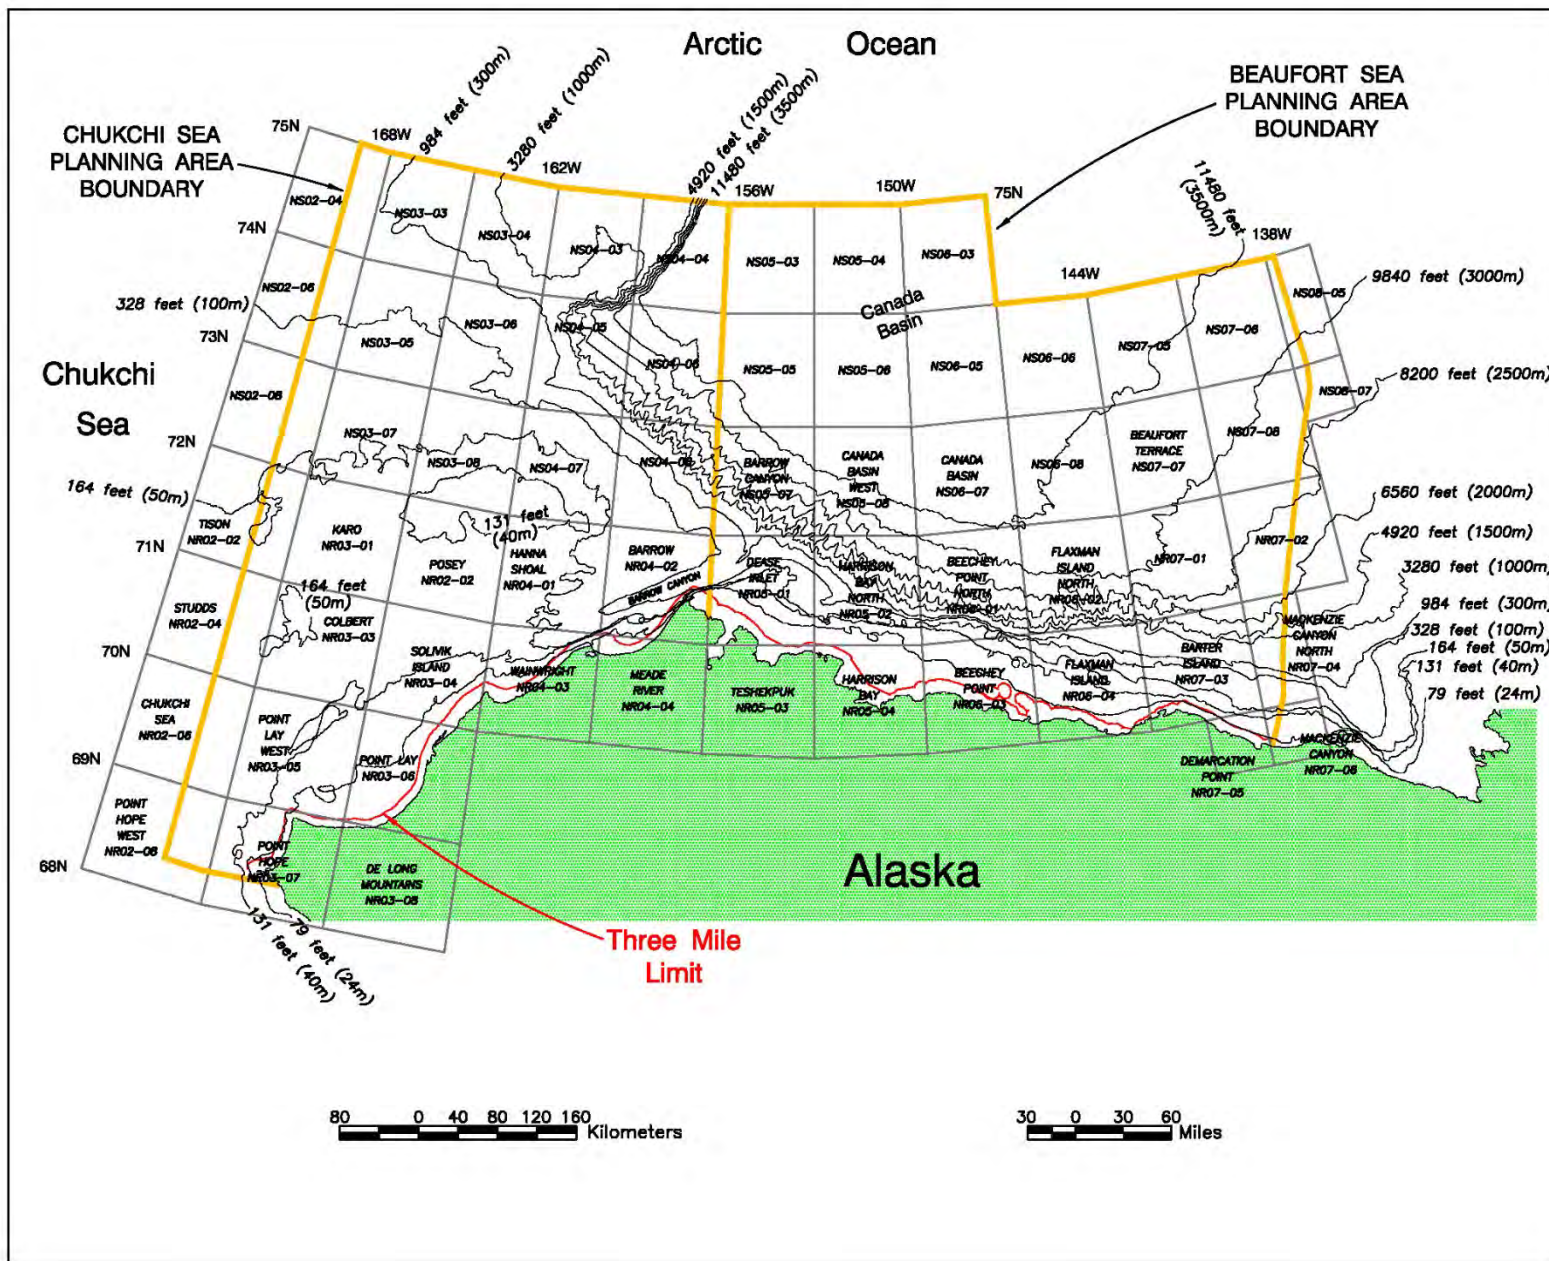 Arctic Ocean
BEAUFORT SEA
PLANNING AREA
BOUNDARY
CHUKCHI SEA
PLANNING AREA
BOUNDARY
75N
168W
984 feet (300m)
3280 feet (1000m)
162W
4920 feet (1500m)
11480 feet (3500m)
156W
150W
75N
11480 feet
(3500m)
138W
144W
9840 feet (3000m)
NS02-04
NS03-03
NS03-04
NS04-03
NS04-04
NS05-03
NS05-04
NS06-03
74N
NS02-06
328 feet (100m)
NS03-05
NS03-06
NS04-05
NS04-06
Canada
Basin
NS05-05
NS05-06
NS06-05
NS06-06
NS07-05
NS07-06
NS08-05
73N
Chukchi
Sea
NS02-08
NS08-07
8200 feet (2500m)
72N
NS03-07
NS03-08
NS04-07
NS04-08
BARROW
CANYON
NS05-07
CANADA
BASIN
WEST
NS05-08
CANADA
BASIN
NS06-07
NS06-08
BEAUFORT
TERRACE
NS07-07
NS07-08
164 feet (50m)
6560 feet (2000m)
4920 feet (1500m)
TISON
NR02-02
71N
KARO
NR03-01
131 feet
(40m)
POSEY
NR02-02
HANNA
SHOAL
NR04-01
BARROW
NR04-02
BARROW CANYON
DEASE
INLET
NR05-01
HARRISON
BAY
NORTH
NR05-02
BEECHEY
POINT
NORTH
NR06-01
FLAXMAN
ISLAND
NORTH
NR06-02
NR07-01
NR07-02
3280 feet (1000m)
984 feet (300m)
328 feet (100m)
164 feet (50m)
131 feet (40m)
79 feet (24m)
STUDDS
NR02-04
164 feet
(50m)
COLBERT
NR03-03
70N
SOLIVIK
ISLAND
NR03-04
WAINWRIGHT
NR04-03
MEADE
RIVER
NR04-04
TESHEKPUK
NR05-03
HARRISON
BAY
NR05-04
BEECHEY
POINT
NR06-03
FLAXMAN
ISLAND
NR06-04
BARTER
ISLAND
NR07-03
MACKENZIE
CANYON
NORTH
NR07-04
CHUKCHI
SEA
NR02-06
POINT
LAY
WEST
NR03-05
POINT LAY
NR03-06
DEMARCATION
POINT
NR07-05
MACKENZIE
CANYON
NR07-06
69N
POINT
HOPE
WEST
NR02-08
POINT
HOPE
NR03-07
DE LONG
MOUNTAINS
NR03-08
Alaska
68N
131 feet (40m)
79 feet (24m)
Three Mile
Limit
80 0 40 80 120 160
Kilometers
30 0 30 60
Miles